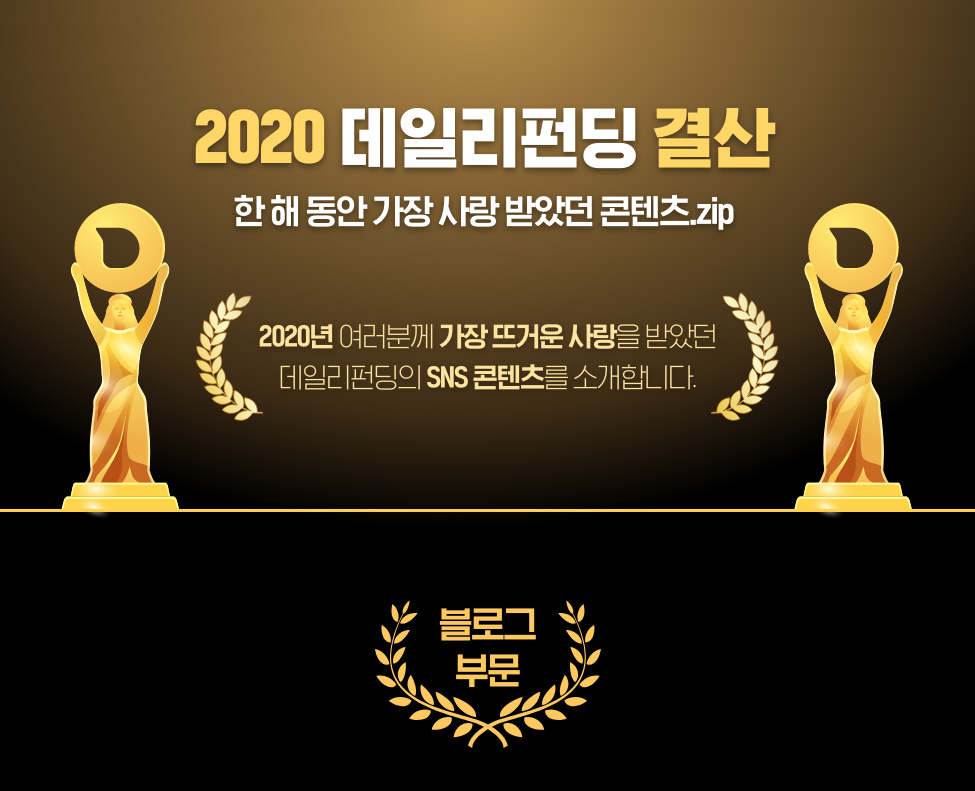 2020 데일리펀딩 결산
한 해 동안 가장 사랑 받았던 콘텐츠.zip
2020년 여러분께 가장 뜨거운 사랑을 받았던
데일리펀딩의 SNS 콘텐츠를 소개합니다.
블로그
부문